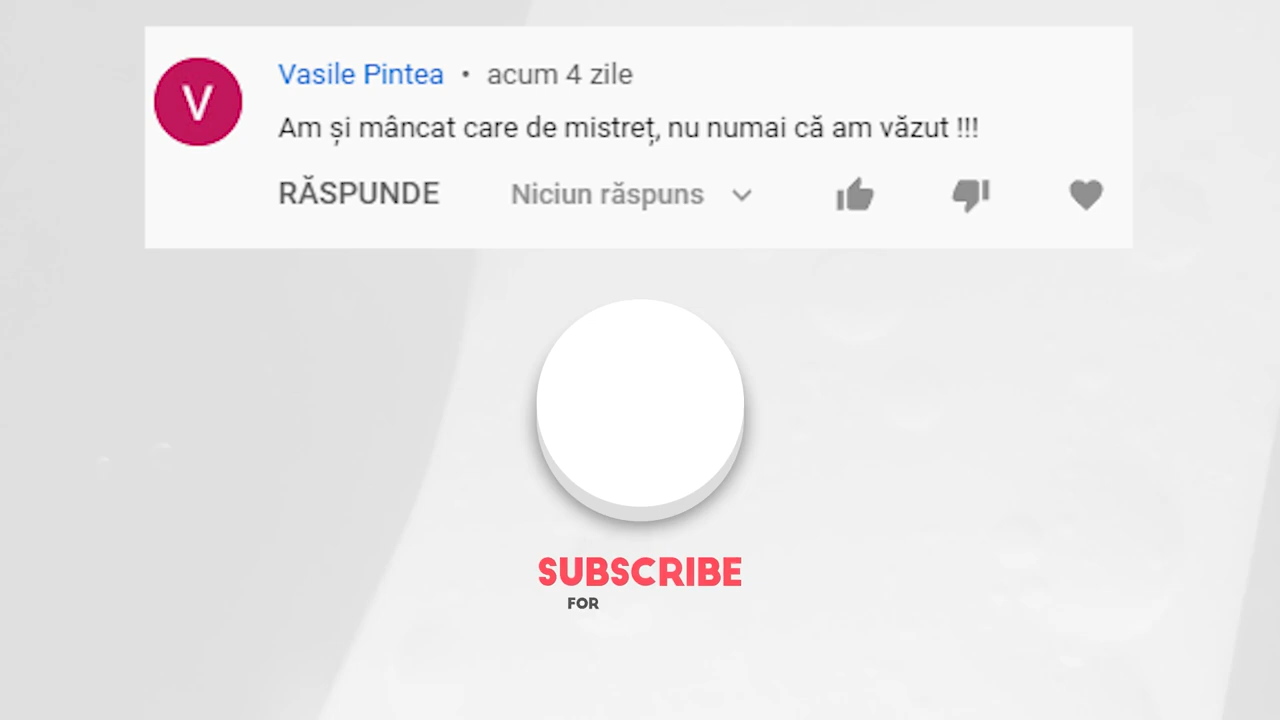 V
Vasile Pintea • acum 4 zile
Am și mâncat care de mistreț, nu numai că am văzut !!!
RĂSPUNDE Niciun răspuns
SUBSCRIBE
FOR